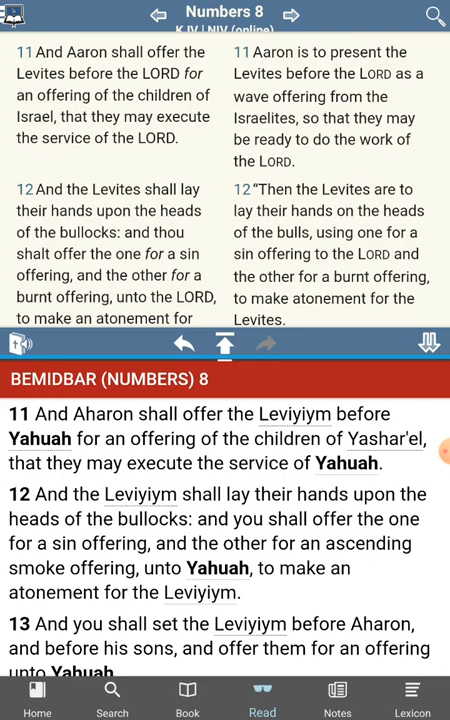 Numbers 8
KJV | NIV (online)
11 And Aaron shall offer the
Levites before the LORD for
an offering of the children of
Israel, that they may execute
the service of the LORD.
12 And the Levites shall lay
their hands upon the heads
of the bullocks: and thou
shalt offer the one for a sin
offering, and the other for a
burnt offering, unto the LORD,
to make an atonement for
11 Aaron is to present the
Levites before the LORD as a
wave offering from the
Israelites, so that they may
be ready to do the work of
the LORD.
12 “Then the Levites are to
lay their hands on the heads
of the bulls, using one for a
sin offering to the LORD and
the other for a burnt offering,
to make atonement for the
Levites.
BEMIDBAR (NUMBERS) 8
11 And Aharon shall offer the Leviyiym before
Yahuah for an offering of the children of Yashar'el,
that they may execute the service of Yahuah.
12 And the Leviyiym shall lay their hands upon the
heads of the bullocks: and you shall offer the one
for a sin offering, and the other for an ascending
smoke offering, unto Yahuah, to make an
atonement for the Leviyiym.
13 And you shall set the Leviyiym before Aharon,
and before his sons, and offer them for an offering
unto Yahuah
Home
Search
Book
Read
Notes
Lexicon